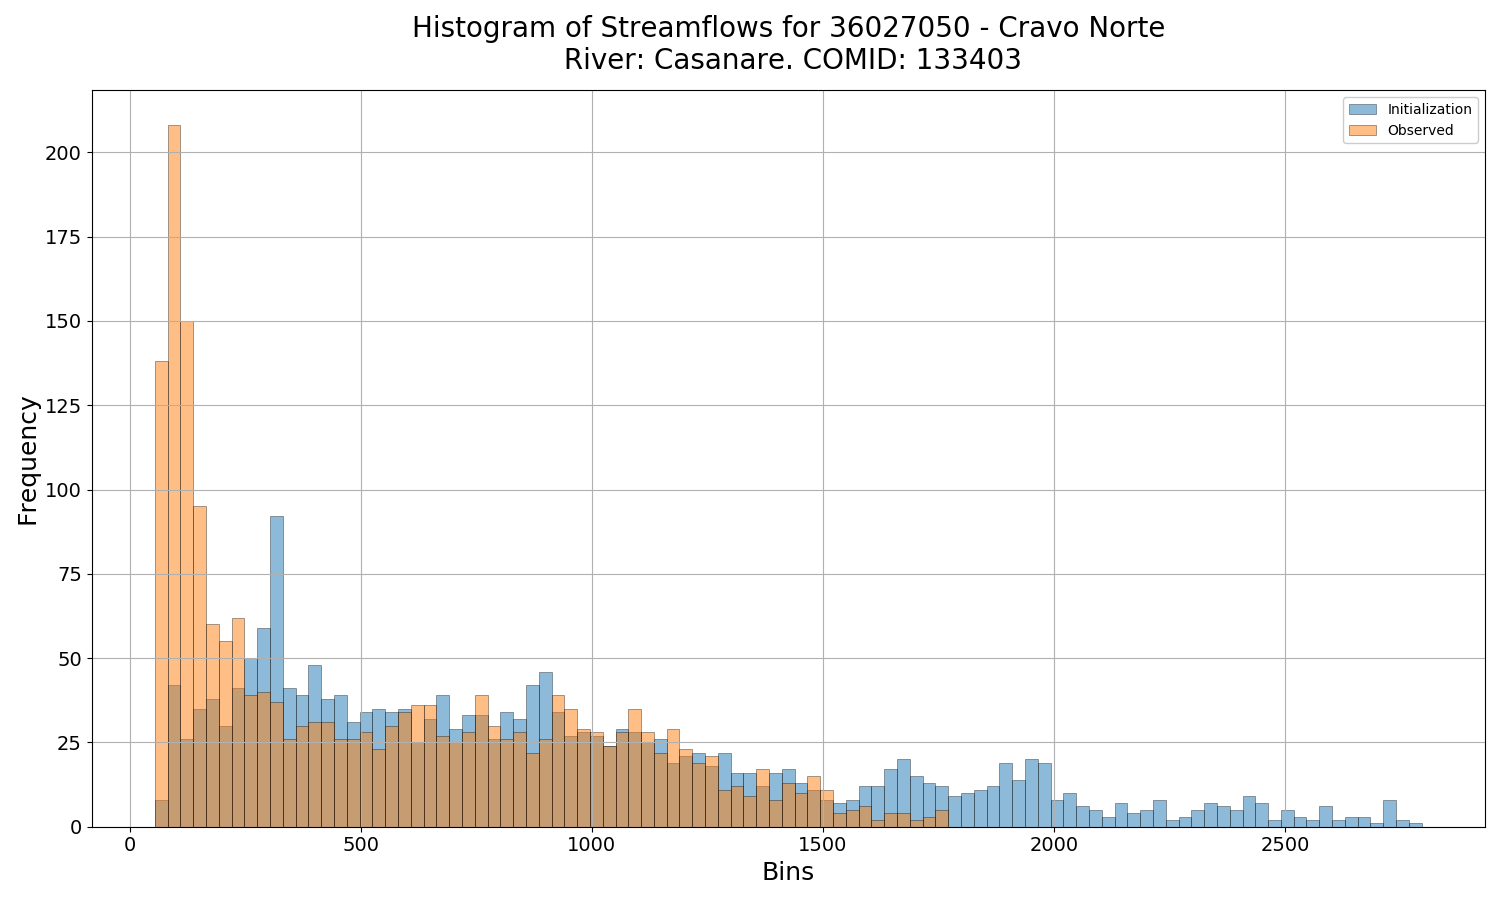 Histogram of Streamflows for 36027050 - Cravo Norte
River: Casanare. COMID: 133403
Initialization
Observed
200
175
150
125
100
75
50
25
0
Frequency
0
500
1000
1500
2000
2500
Bins